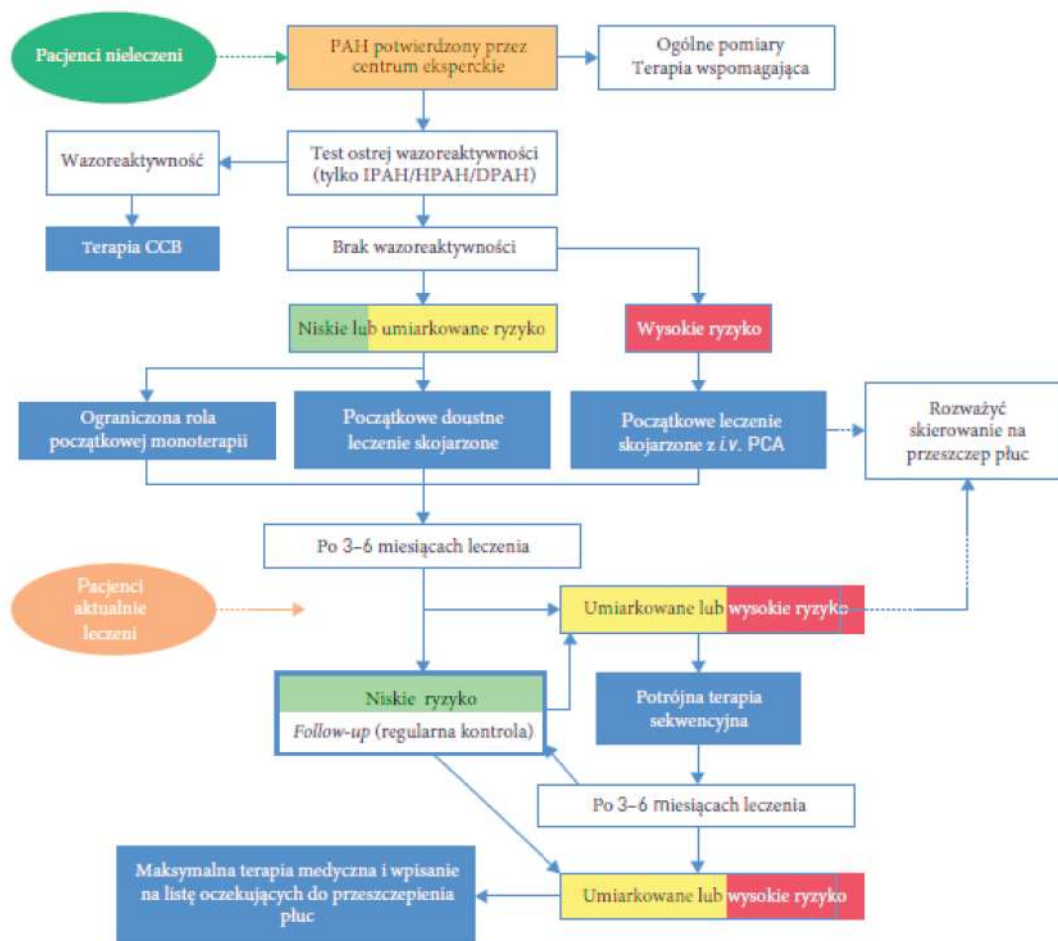 Pacjenci nieleczeni
PAH potwierdzony przez
centrum eksperckie
Ogólne pomiary
Terapia wspomagająca
Wazoreaktywność
Test ostrej wazoreaktywności
(tylko IPAH/HPAH/DPAH)
Terapia CCB
Brak wazoreaktywności
Niskie lub umiarkowane ryzyko
Wysokie ryzyko
Ograniczona rola
początkowej monoterapii
Początkowe doustne
leczenie skojarzone
Początkowe leczenie
skojarzone z i.v. PCA
Rozważyć
skierowanie na
przeszczep płuc
Po 3–6 miesiącach leczenia
Pacjenci
aktualnie
leczeni
Umiarkowane lub wysokie ryzyko
Niskie ryzyko
Follow-up (regularna kontrola)
Potrójna terapia
sekwencyjna
Po 3–6 miesiącach leczenia
Maksymalna terapia medyczna i wpisanie
na listę oczekujących do przeszczepienia
płuc
Umiarkowane lub wysokie ryzyko